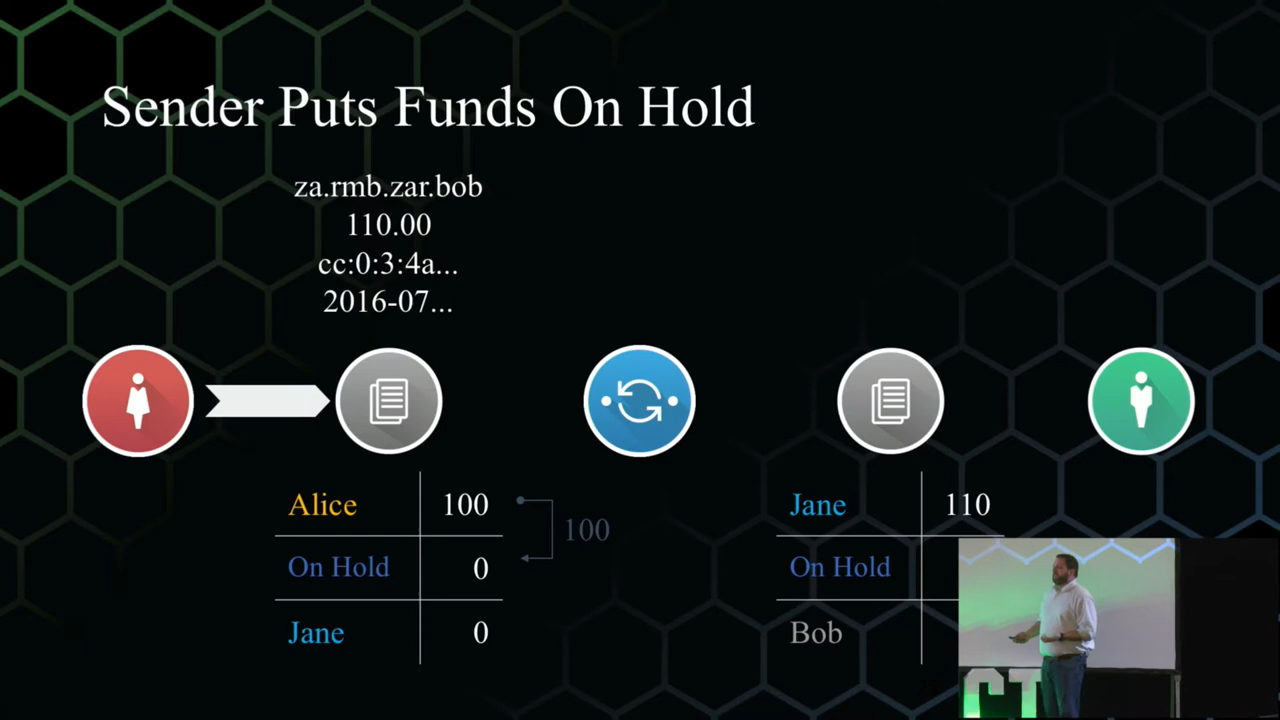 Sender Puts Funds On Hold
za.rmb.zar.bob
110.00
cc:0:3:4a...
2016-07...
Alice 100
On Hold 0
Jane 0
100
Jane 110
On Hold
Bob
CT